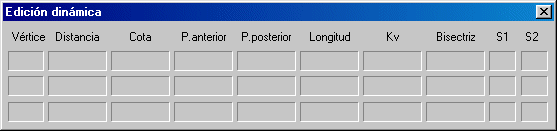 Edición dinámica
Vértice Distancia Cota P.anterior P.posterior Longitud Kv Bisectriz S1 S2